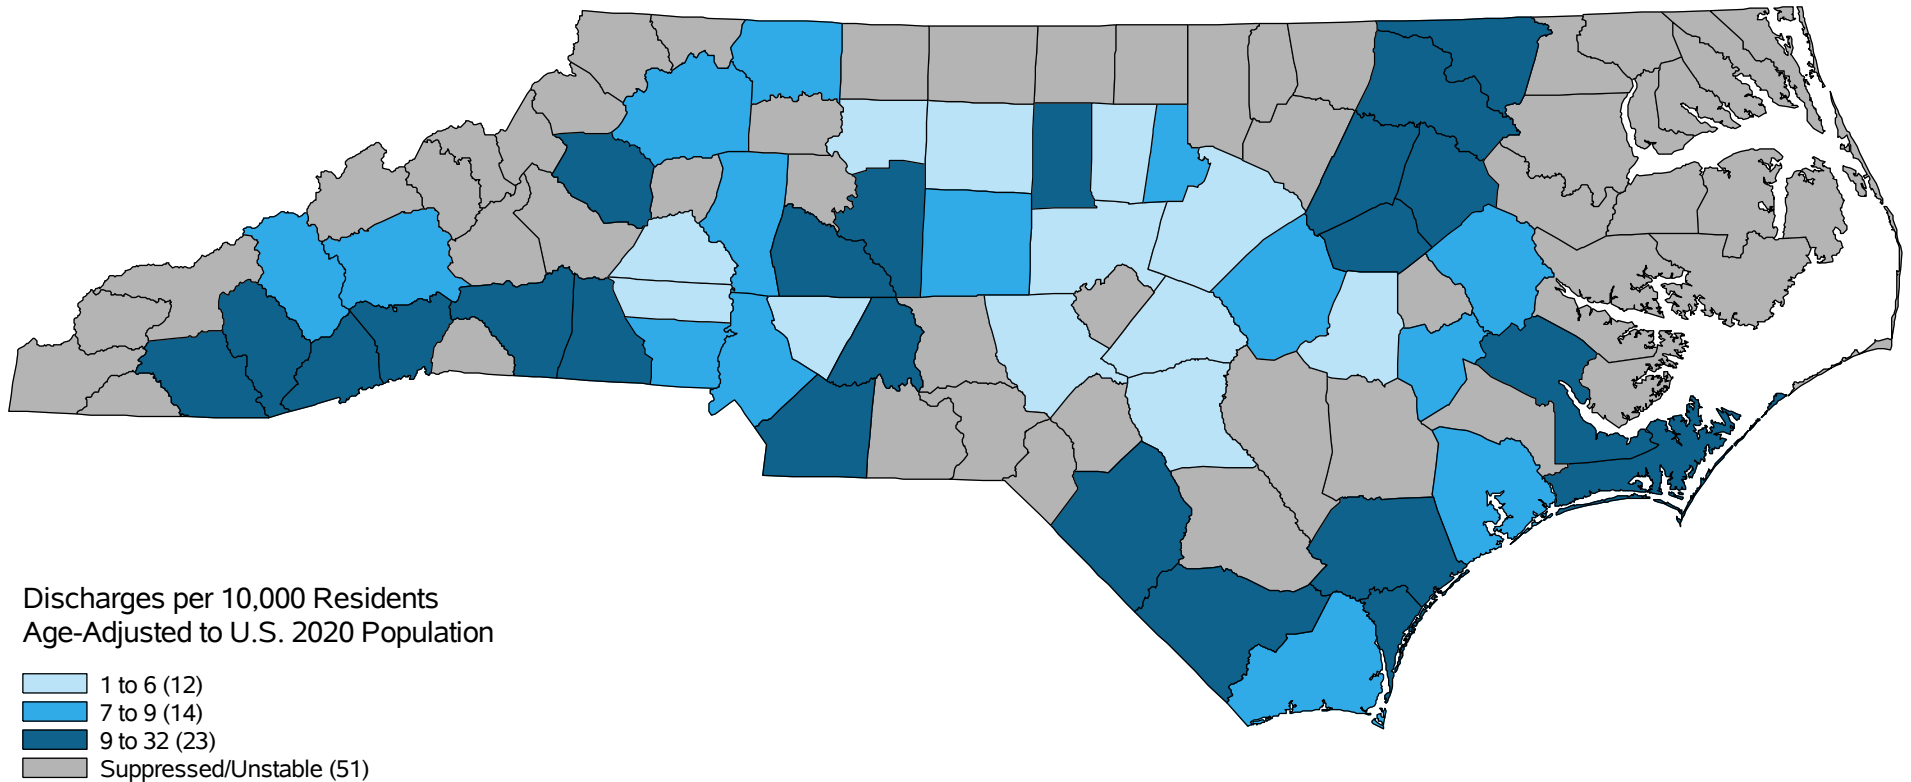 Discharges per 10,000 Residents
Age-Adjusted to U.S. 2020 Population
1 to 6 (12)
7 to 9 (14)
9 to 32 (23)
Suppressed/Unstable (51)